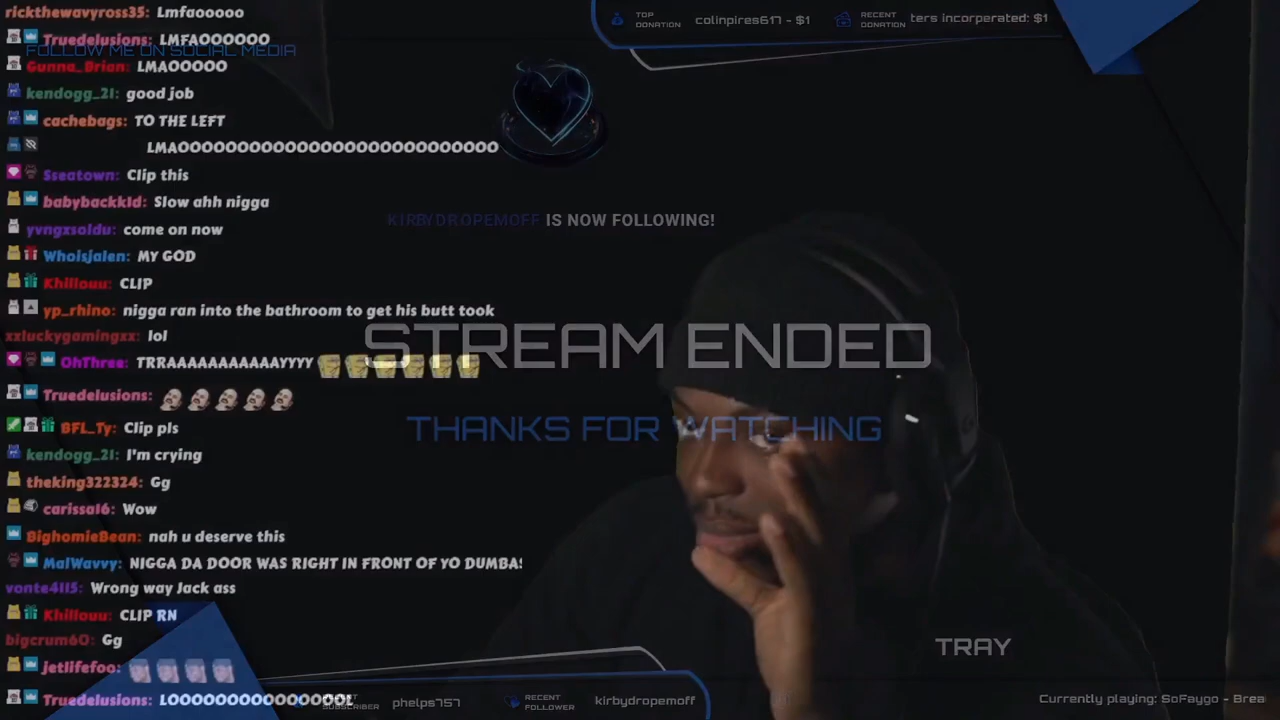 rickthewavyross35: Lmfaooooo
TOP DONATION colinpires617 - $1
RECENT DONATION ters incorperated: $1
Truedelusions: LMFAOOOOOO
FOLLOW ME ON SOCIAL MEDIA
Gunna_Brian: LMAOOOOO
kendogg_21: good job
cachebags: TO THE LEFT
LMAOOOOOOOOOOOOOOOOOOOOOOOOOOO
Sseatown: Clip this
babybackk1d: Slow ahh nigga
yvngxsoldu: come on now
KIRBYDROPEMOFF IS NOW FOLLOWING!
Whoisjalen: MY GOD
Khillouu: CLIP
yp_rhino: nigga ran into the bathroom to get his butt took
xxluckygamingxx: lol
STREAM ENDED
OhThree: TRRAAAAAAAAAAYYYY
Truedelusions:
BFL_Ty: Clip pls
THANKS FOR WATCHING
kendogg_21: I'm crying
theking322324: Gg
carissa16: Wow
BighomieBean: nah u deserve this
MalWavvy: NIGGA DA DOOR WAS RIGHT IN FRONT OF YO DUMBA
vonte4115: Wrong way Jack ass
Khillouu: CLIP RN
bigcrum60: Gg
TRAY
jetlifefoo:
Truedelusions: LOOOOOOOOOOOOOOOL
SUBSCRIBER phelps757
RECENT FOLLOWER kirbydropemoff
Currently playing: SoFaygo - Brea